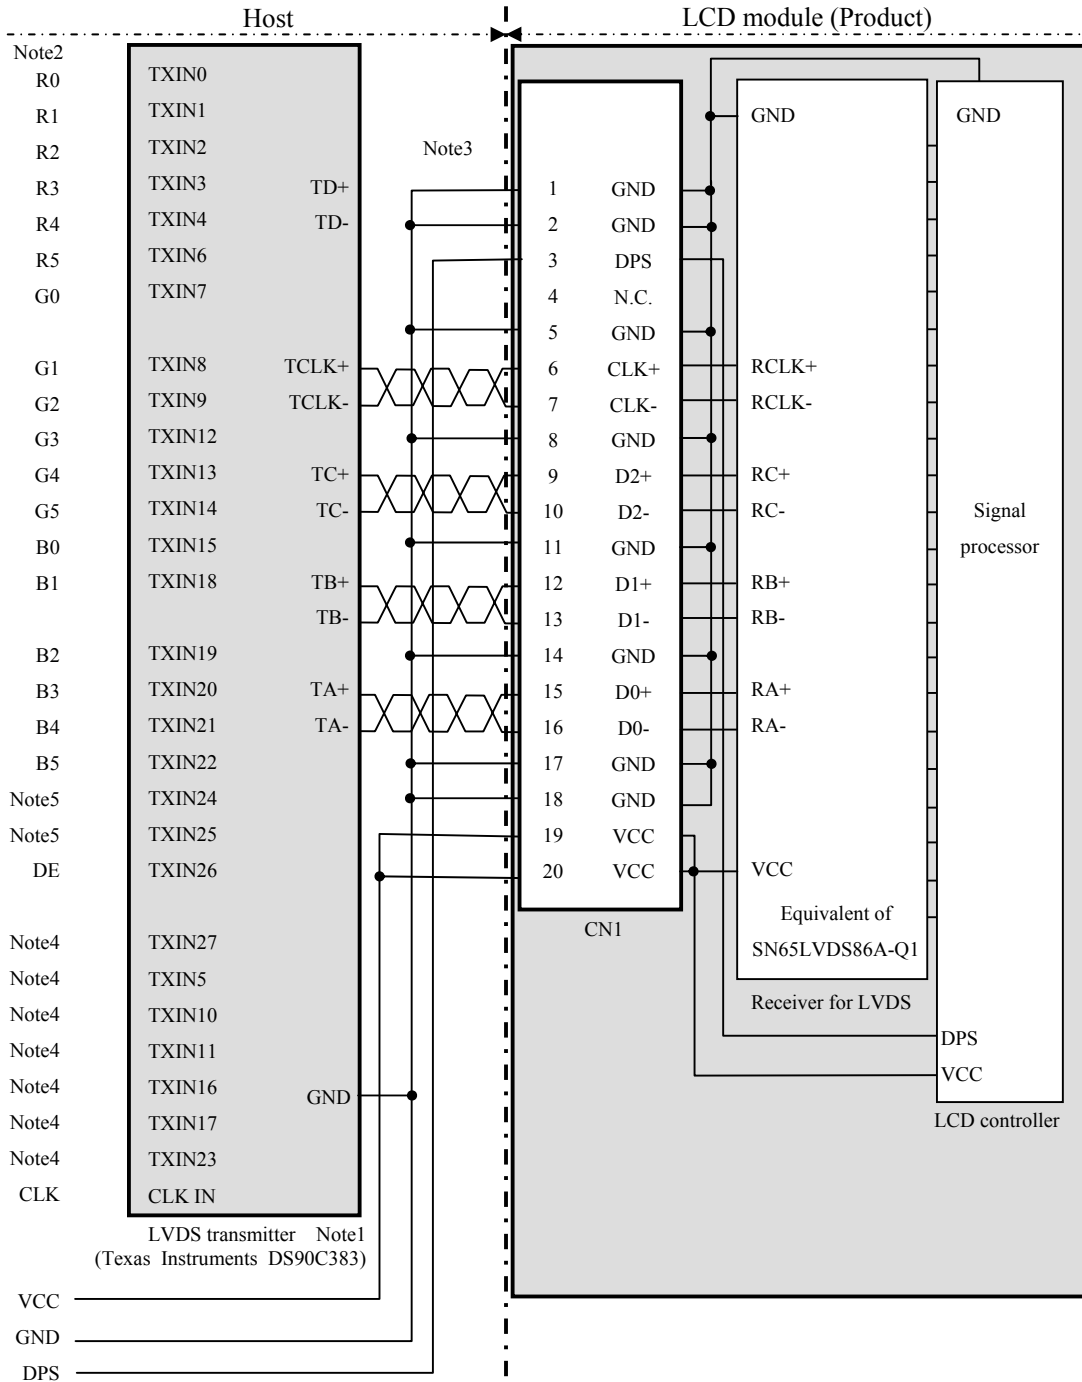 Host LCD module (Product)
Note2
R0 TXIN0
R1 TXIN1 GND GND
R2 TXIN2 Note3
R3 TXIN3 TD+ 1 GND
R4 TXIN4 TD- 2 GND
R5 TXIN6 3 DPS
G0 TXIN7 4 N.C.
5 GND
G1 TXIN8 TCLK+ 6 CLK+ RCLK+
G2 TXIN9 TCLK- 7 CLK- RCLK-
G3 TXIN12 8 GND
G4 TXIN13 TC+ 9 D2+ RC+
G5 TXIN14 TC- 10 D2- RC- Signal
B0 TXIN15 11 GND processor
B1 TXIN18 TB+ 12 D1+ RB+
TB- 13 D1- RB-
B2 TXIN19 14 GND
B3 TXIN20 TA+ 15 D0+ RA+
B4 TXIN21 TA- 16 D0- RA-
B5 TXIN22 17 GND
Note5 TXIN24 18 GND
Note5 TXIN25 19 VCC
DE TXIN26 20 VCC VCC
Equivalent of
CN1
Note4 TXIN27 SN65LVDS86A-Q1
Note4 TXIN5
Receiver for LVDS
Note4 TXIN10
DPS
Note4 TXIN11
VCC
Note4 TXIN16 GND
Note4 TXIN17 LCD controller
Note4 TXIN23
CLK CLK IN
LVDS transmitter Note1
(Texas Instruments DS90C383)
VCC
GND
DPS